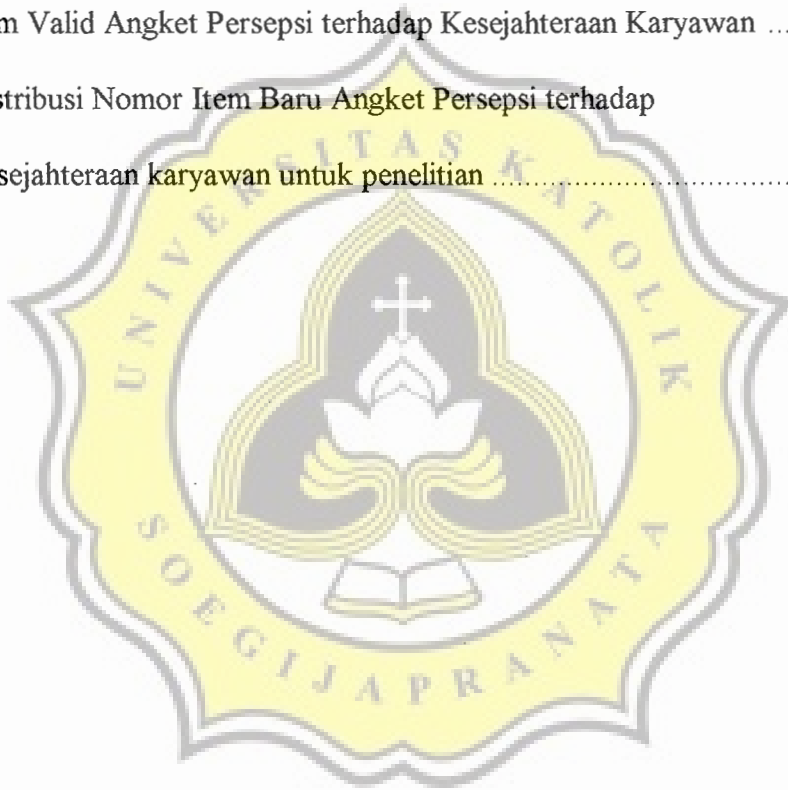 m Valid Angket Persepsi terhadap Kesejahteraan Karyawan ...
stribusi Nomor Item Baru Angket Persepsi terhadap
sejahteraan karyawan untuk penelitian ................................
UNIVERSITAS KATOLIK
SOEGIJAPRANATA